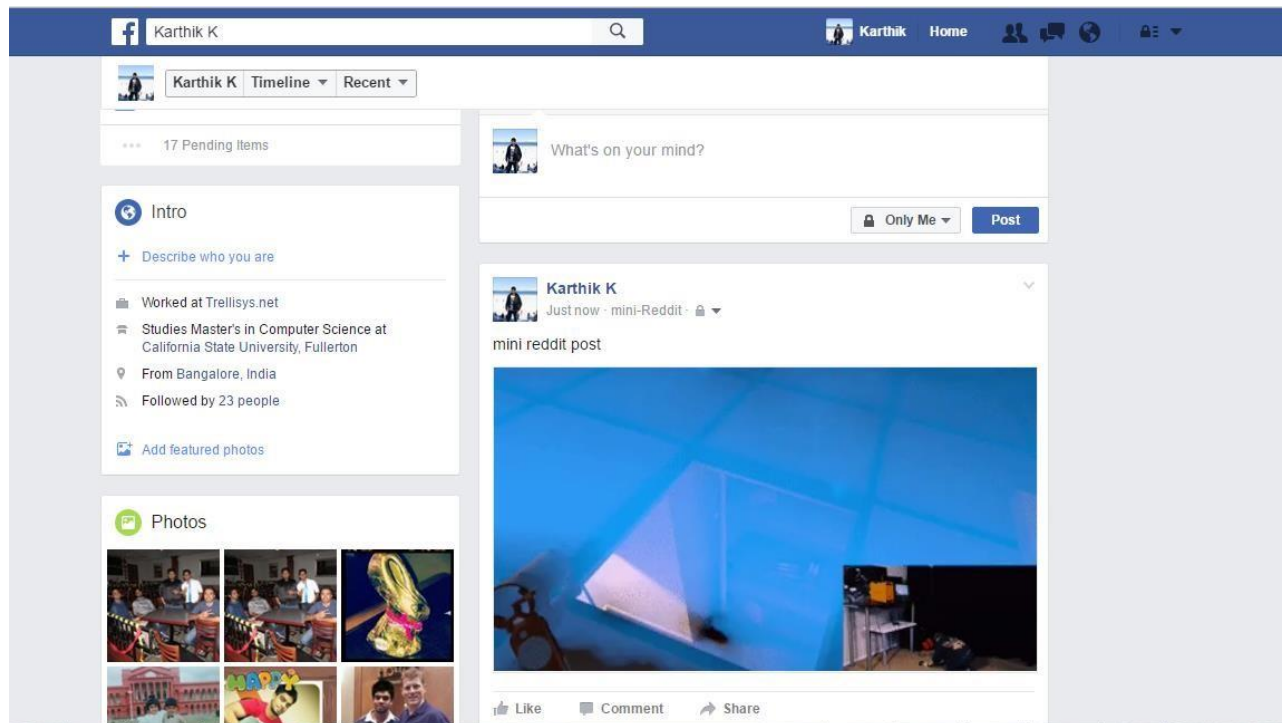 f Karthik K Karthik Home
Karthik K Timeline Recent
17 Pending Items
What's on your mind?
Only Me Post
Intro
Describe who you are
Worked at Trellisys.net
Studies Master's in Computer Science at
California State University, Fullerton
From Bangalore, India
Followed by 23 people
Add featured photos
Photos
HAPPY
Karthik K
Just now · mini-Reddit ·
mini reddit post
Like Comment Share